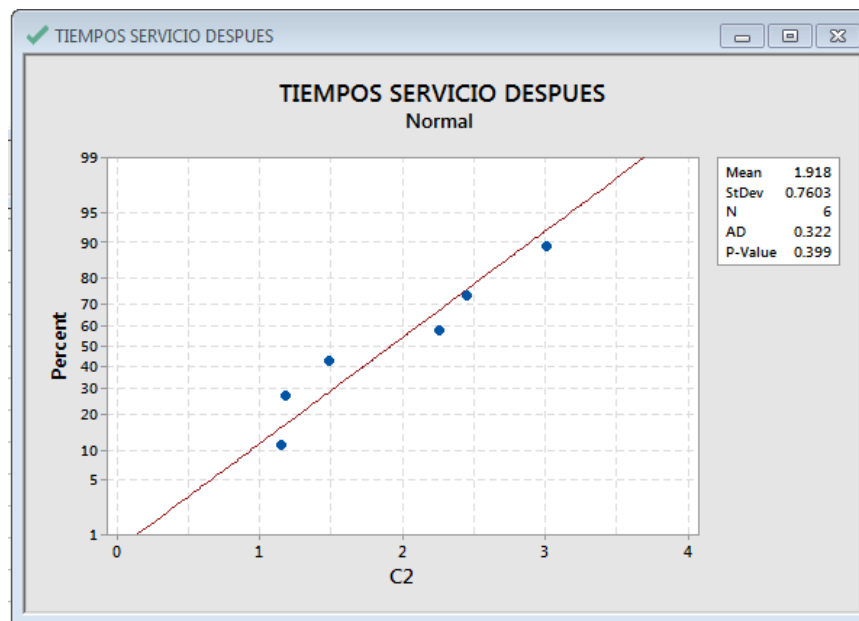 TIEMPOS SERVICIO DESPUES
TIEMPOS SERVICIO DESPUES
Normal
99
95
90
80
70
60
50
40
30
20
10
5
1
Percent
0 1 2 3 4
C2
Mean 1.918
StDev 0.7603
N 6
AD 0.322
P-Value 0.399